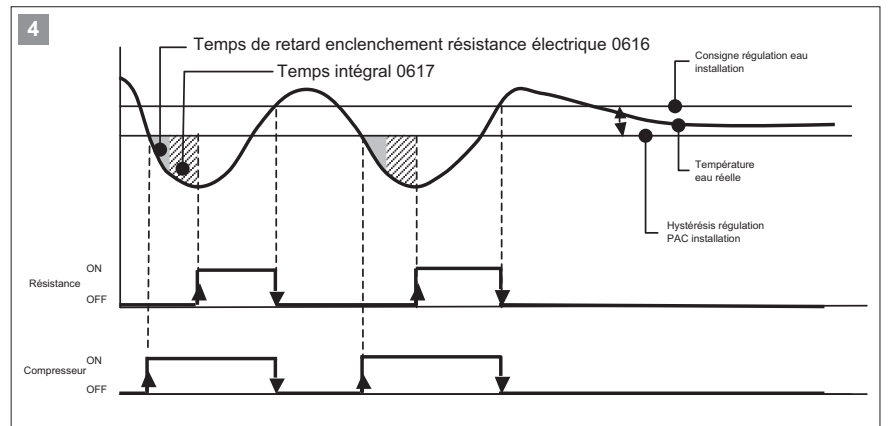 4
Temps de retard enclenchement résistance électrique 0616
Temps intégral 0617
Consigne régulation eau
installation
Température
eau réelle
Hystérésis régulation
PAC installation
ON
Résistance
OFF
ON
Compresseur
OFF